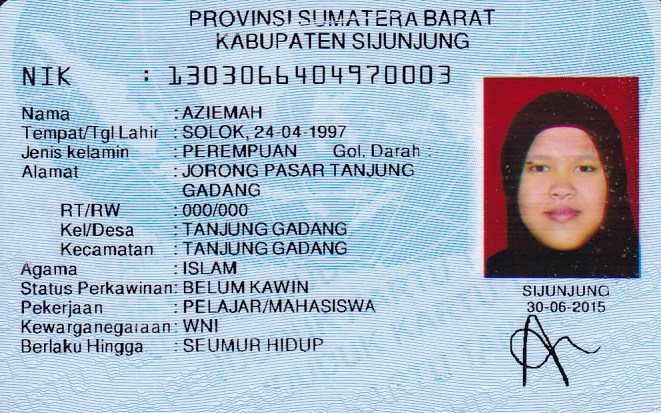 PROVINSI SUMATERA BARAT
KABUPATEN SIJUNJUNG
NIK : 1303066404970003
Nama : AZIEMAH
Tempat/Tgl Lahir : SOLOK, 24-04-1997
Jenis kelamin : PEREMPUAN Gol. Darah :
Alamat : JORONG PASAR TANJUNG
GADANG
RT/RW : 000/000
Kel/Desa : TANJUNG GADANG
Kecamatan : TANJUNG GADANG
Agama : ISLAM
Status Perkawinan: BELUM KAWIN
Pekerjaan : PELAJAR/MAHASISWA
Kewarganegaraan: WNI
Berlaku Hingga : SEUMUR HIDUP
SIJUNJUNG
30-06-2015